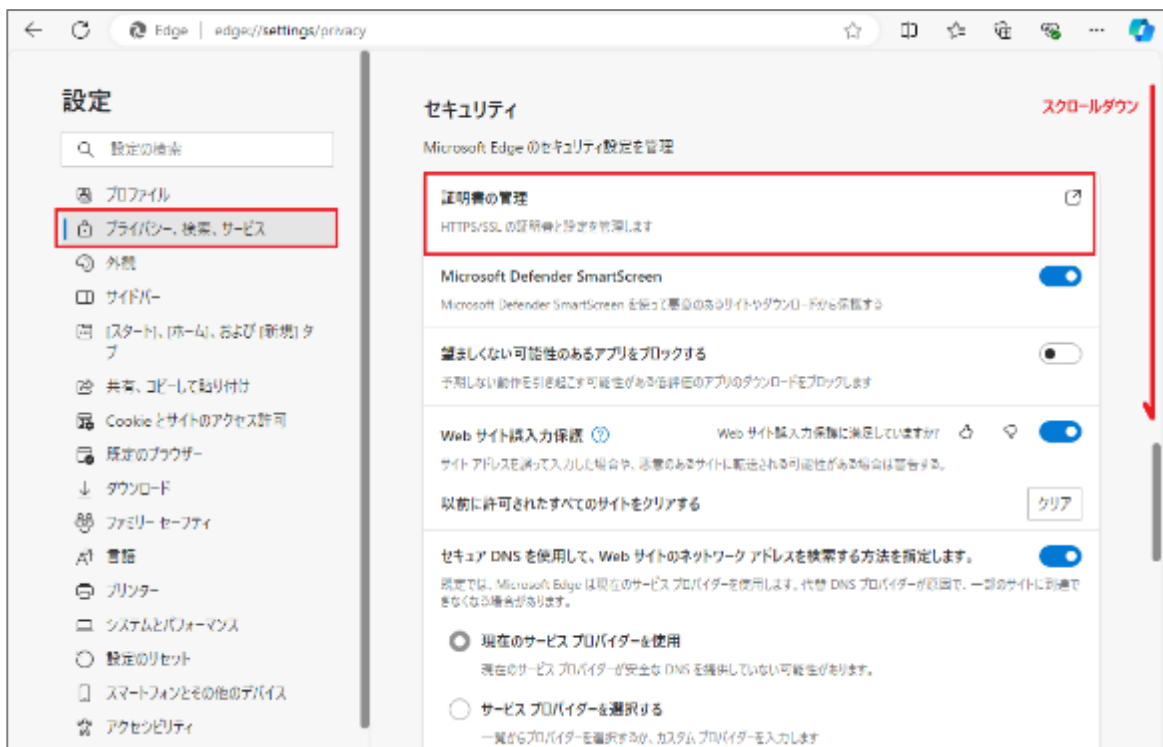 Edge
edge://settings/privacy
設定
設定の検索
プロファイル
プライバシー、検索、サービス
外観
サイドバー
[スタート]、[ホーム]、および [新規] タ
ブ
共有、コピーして貼り付け
Cookie とサイトのアクセス許可
既定のブラウザー
ダウンロード
ファミリー セーフティ
言語
プリンター
システムとパフォーマンス
設定のリセット
スマートフォンとその他のデバイス
アクセシビリティ
セキュリティ
スクロールダウン
Microsoft Edge のセキュリティ設定を管理
証明書の管理
HTTPS/SSL の証明書と設定を管理します
Microsoft Defender SmartScreen
Microsoft Defender SmartScreen を使って悪意のあるサイトやダウンロードから保護する
望ましくない可能性のあるアプリをブロックする
予期しない動作を引き起こす可能性がある低評価のアプリのダウンロードをブロックします
Web サイト誤入力保護
Web サイト誤入力保護に満足していますか?
サイト アドレスを誤って入力した場合や、悪意のあるサイトに転送される可能性がある場合は警告する。
以前に許可されたすべてのサイトをクリアする
クリア
セキュア DNS を使用して、Web サイトのネットワーク アドレスを検索する方法を指定します。
既定では、Microsoft Edge は現在のサービス プロバイダーを使用します。代替 DNS プロバイダーが原因で、一部のサイトに到達で
きなくなる場合があります。
現在のサービス プロバイダーを使用
現在のサービス プロバイダーが安全な DNS を提供していない可能性があります。
サービス プロバイダーを選択する
一覧からプロバイダーを選択するか、カスタム プロバイダーを入力します